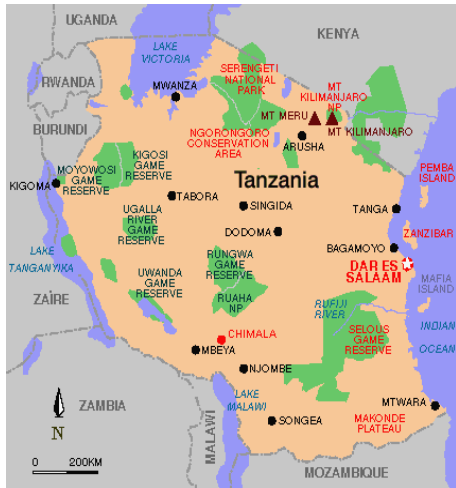 UGANDA
KENYA
LAKE
VICTORIA
SERENGETI
NATIONAL
PARK
MT
KILIMANJARO
NP
RWANDA
MWANZA
MT MERU
MT KILIMANJARO
NGORONGORO
CONSERVATION
AREA
ARUSHA
BURUNDI
MOYOWOSI
GAME
RESERVE
KIGOSI
GAME
RESERVE
KIGOMA
Tanzania
PEMBA
ISLAND
TABORA
SINGIDA
TANGA
UGALLA
RIVER
GAME
RESERVE
DODOMA
ZANZIBAR
BAGAMOYO
LAKE
TANGANYIKA
RUNGWA
GAME
RESERVE
DAR ES
SALAAM
UWANDA
GAME
RESERVE
MAFIA
ISLAND
ZAÏRE
RUAHA
NP
RUFIJI
RIVER
INDIAN
OCEAN
SELOUS
GAME
RESERVE
CHIMALA
MBEYA
NJOMBE
LAKE
MALAWI
MTWARA
ZAMBIA
MALAWI
SONGEA
MAKONDE
PLATEAU
N
0 200KM
MOZAMBIQUE